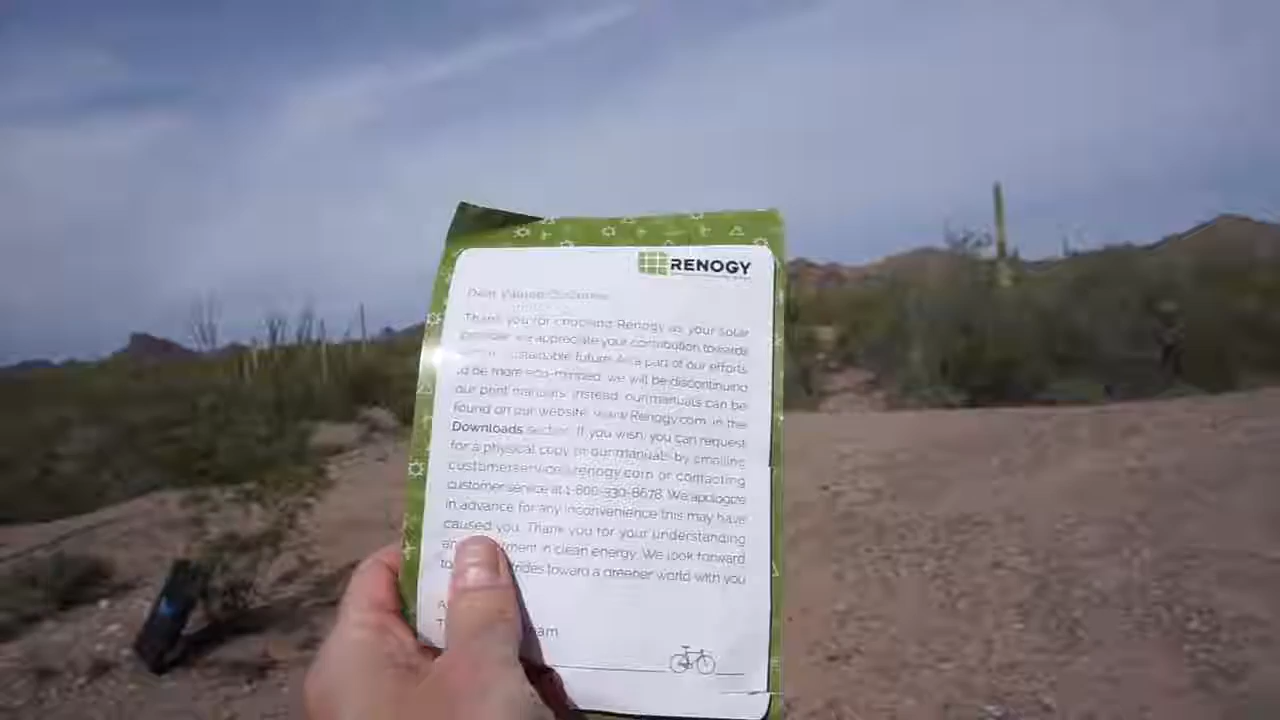 RENOGY
Dear Valued Customer
Thank you for choosing Renogy as your solar
provider. We appreciate your contribution towards
sustainable future. As a part of our efforts
to be more eco-minded, we will be discontinuing
our print manuals. Instead, our manuals can be
found on our website, www.Renogy.com, in the
Downloads section. If you wish, you can request
for a physical copy of our manuals by emailing
customerservice@renogy.com or contacting
customer service at 1-800-330-8678. We apologize
in advance for any inconvenience this may have
caused you. Thank you for your understanding
in clean energy. We look forward
toward a greener world with you